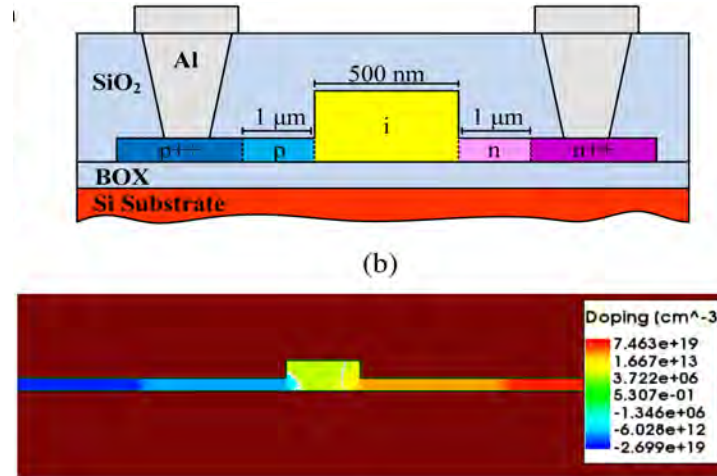 Al
SiO₂
500 nm
1 μm
1 μm
i
p++
p
n
n++
BOX
Si Substrate
(b)
Doping (cm^-3
7.463e+19
1.667e+13
3.722e+06
5.307e-01
-1.346e+06
-6.028e+12
-2.699e+19